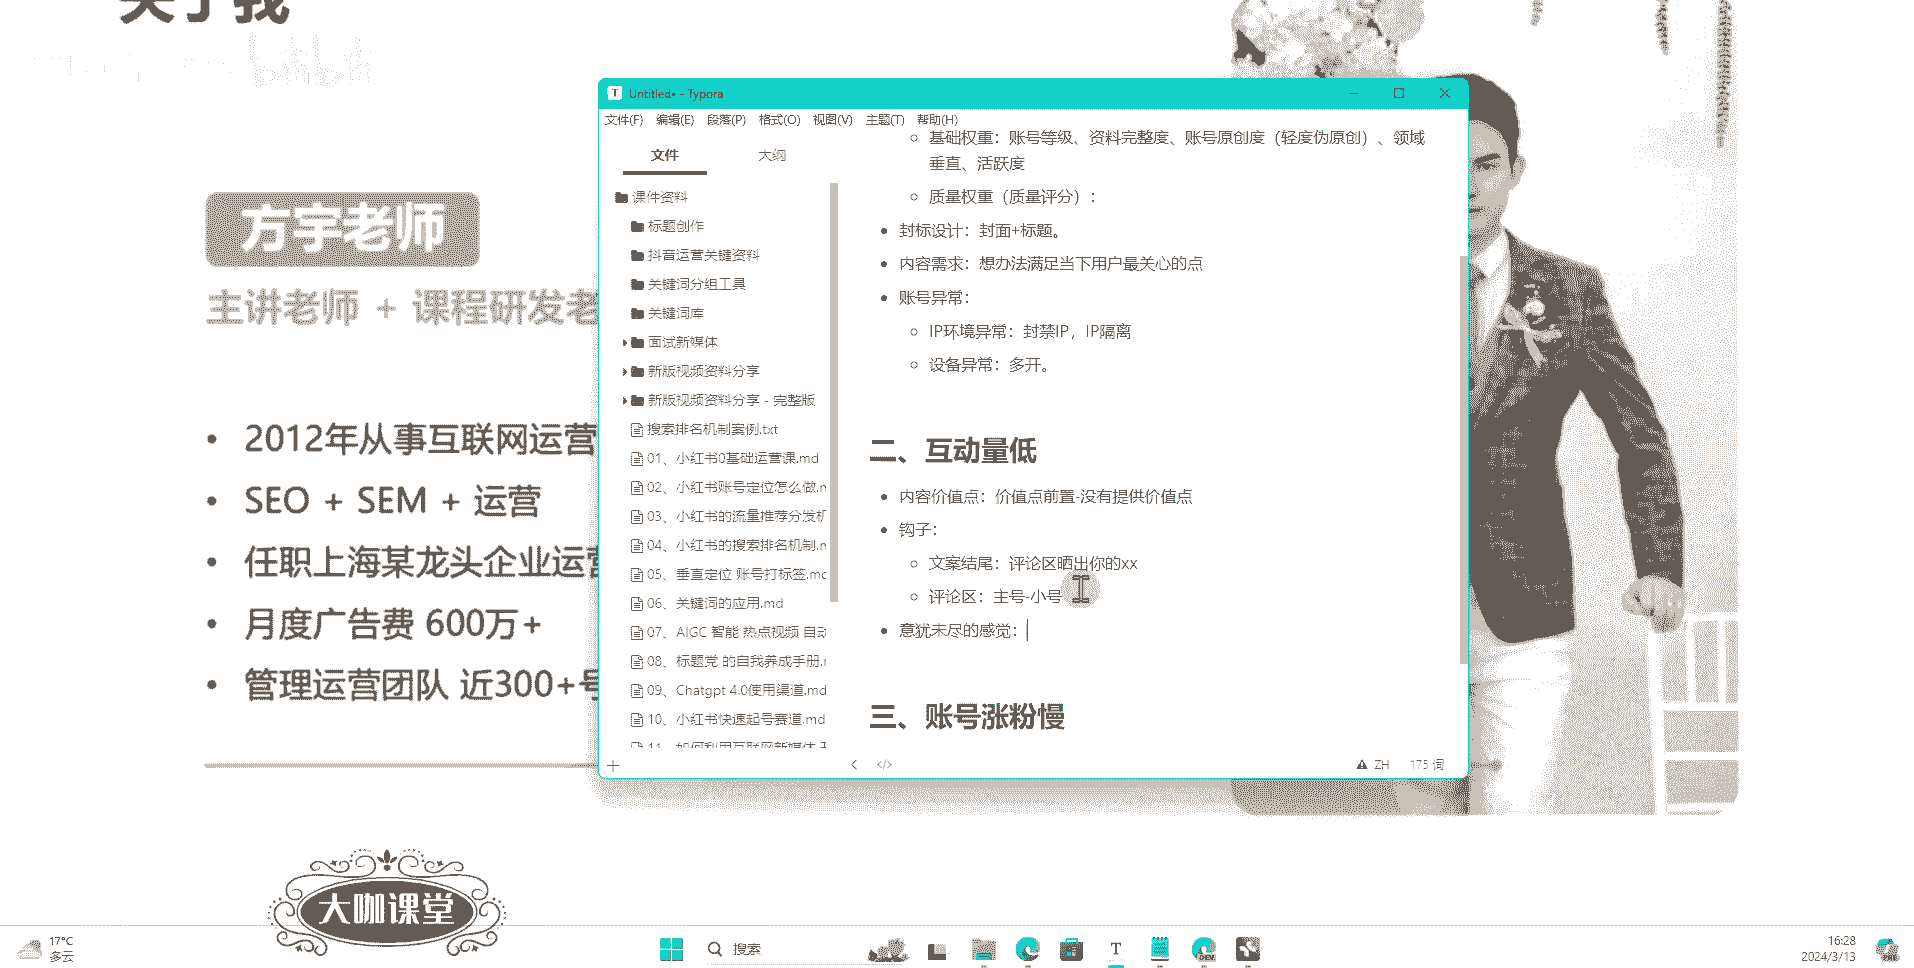 关于我
bilibili
方宇老师
主讲老师 + 课程研发老
2012年从事互联网运营
SEO + SEM + 运营
任职上海某龙头企业运营
月度广告费 600万+
管理运营团队 近300+号
大咖课堂
Untitled• - Typora
文件(F) 编辑(E) 段落(P) 格式(O) 视图(V) 主题(T) 帮助(H)
文件 大纲
课件资料
标题创作
抖音运营关键资料
关键词分组工具
关键词库
面试新媒体
新版视频资料分享
新版视频资料分享 - 完整版
搜索排名机制案例.txt
01、小红书0基础运营课.md
02、小红书账号定位怎么做.m
03、小红书的流量推荐分发机
04、小红书的搜索排名机制.m
05、垂直定位 账号打标签.md
06、关键词的应用.md
07、AIGC 智能 热点视频 自动
08、标题党 的自我养成手册.m
09、Chatgpt 4.0使用渠道.md
10、小红书快速起号赛道.md
11、如何利用互联网新媒体
基础权重：账号等级、资料完整度、账号原创度（轻度伪原创）、领域
垂直、活跃度
质量权重（质量评分）：
封标设计：封面+标题。
内容需求：想办法满足当下用户最关心的点
账号异常：
IP环境异常：封禁IP，IP隔离
设备异常：多开。
二、互动量低
内容价值点：价值点前置-没有提供价值点
钩子：
文案结尾：评论区晒出你的xx
评论区：主号-小号
意犹未尽的感觉：
三、账号涨粉慢
</> ZH 175 词
17°C
多云
搜索
DEV
PRE
16:28
2024/3/13